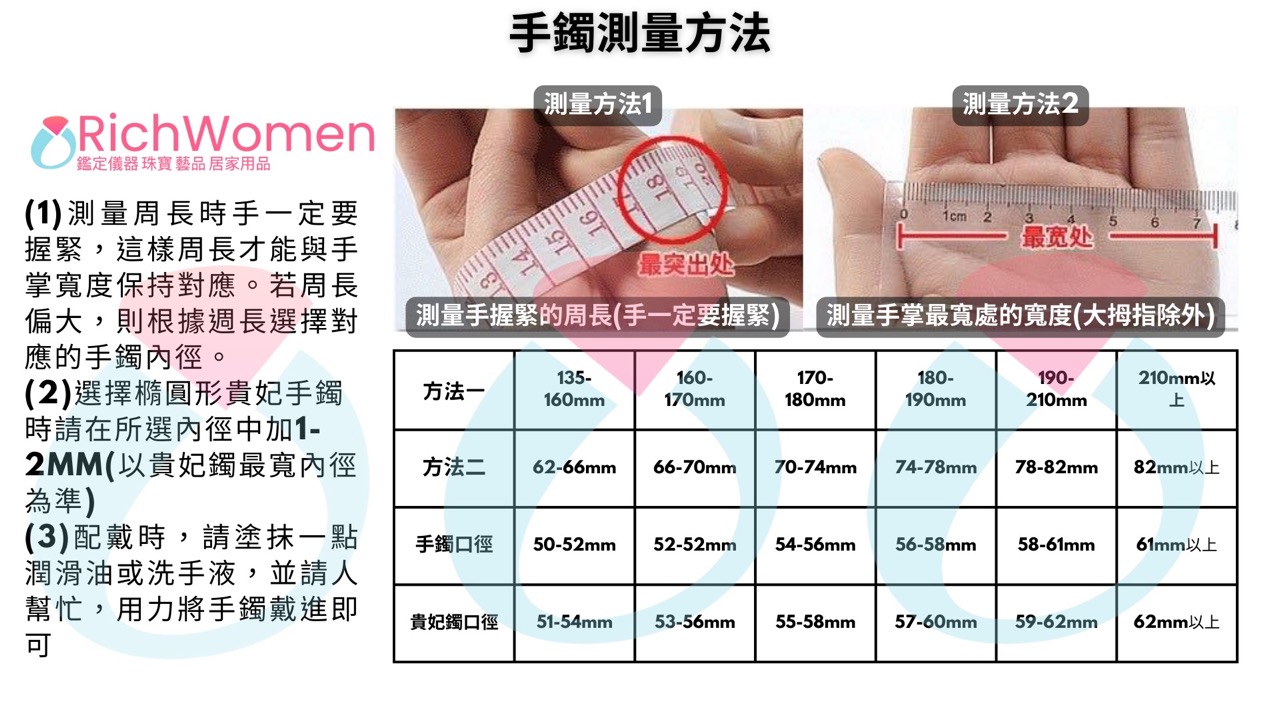 手鐲測量方法
RichWomen
鑑定儀器 珠寶 藝品 居家用品
(1)測量周長時手一定要
握緊，這樣周長才能與手
掌寬度保持對應。若周長
偏大，則根據週長選擇對
應的手鐲內徑。
(2)選擇橢圓形貴妃手鐲
時請在所選內徑中加1-
2MM(以貴妃鐲最寬內徑
為準)
(3)配戴時，請塗抹一點
潤滑油或洗手液，並請人
幫忙，用力將手鐲戴進即
可
測量方法1
13 14 15 16 17 18 19 20
最突出处
測量手握緊的周長(手一定要握緊)
測量方法2
0 1cm 2 3 4 5 6 7
最宽处
測量手掌最寬處的寬度(大拇指除外)
方法一 135-160mm 160-170mm 170-180mm 180-190mm 190-210mm 210mm以上
方法二 62-66mm 66-70mm 70-74mm 74-78mm 78-82mm 82mm以上
手鐲口徑 50-52mm 52-52mm 54-56mm 56-58mm 58-61mm 61mm以上
貴妃鐲口徑 51-54mm 53-56mm 55-58mm 57-60mm 59-62mm 62mm以上